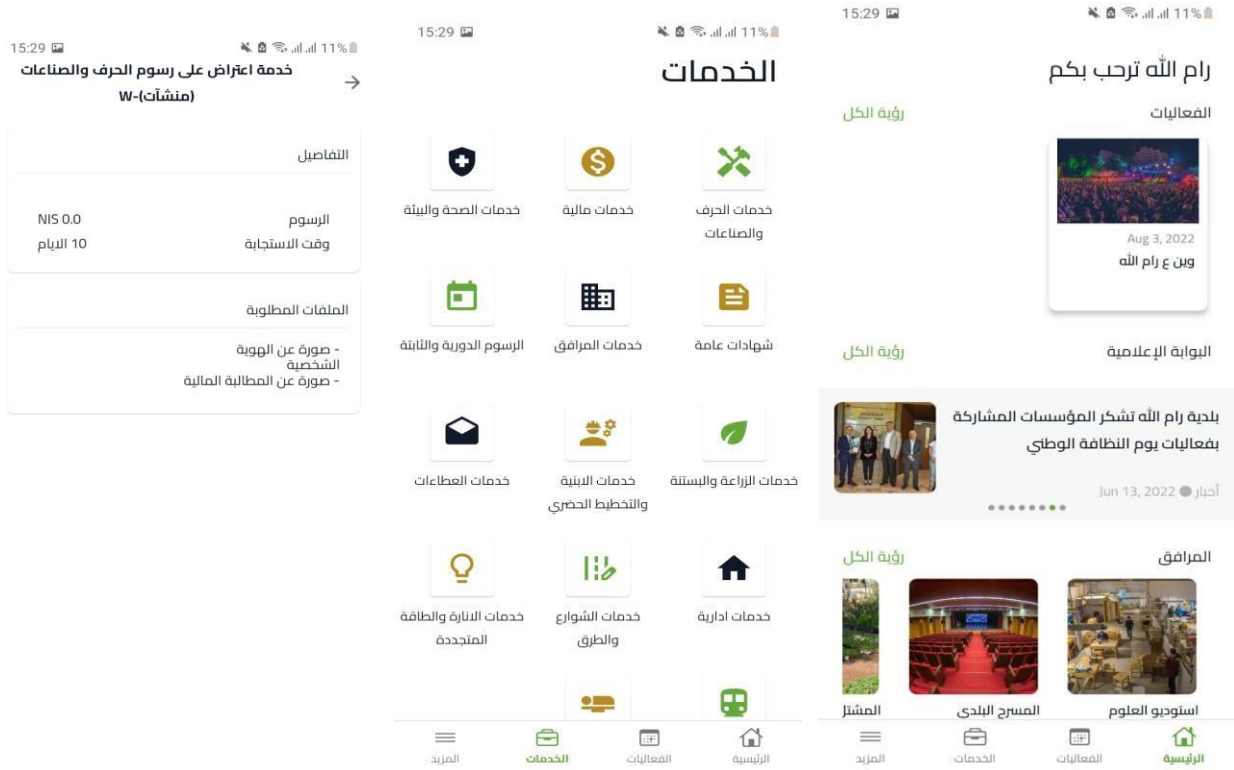 15:29
11%
رام الله ترحب بكم
الفعاليات
رؤية الكل
Aug 3, 2022
وين ع رام الله
البوابة الإعلامية
رؤية الكل
بلدية رام الله تشكر المؤسسات المشاركة
بفعاليات يوم النظافة الوطني
أخبار ● Jun 13, 2022
المرافق
رؤية الكل
استوديو العلوم
المسرح البلدي
المشتل
الرئيسية
الفعاليات
الخدمات
المزيد
15:29
11%
الخدمات
خدمات الحرف
والصناعات
خدمات مالية
خدمات الصحة والبيئة
شهادات عامة
خدمات المرافق
الرسوم الدورية والثابتة
خدمات الزراعة والبستنة
خدمات الابنية
والتخطيط الحضري
خدمات العطاءات
خدمات ادارية
خدمات الشوارع
والطرق
خدمات الانارة والطاقة
المتجددة
الرئيسية
الفعاليات
الخدمات
المزيد
15:29
11%
خدمة اعتراض على رسوم الحرف والصناعات
(منشآت)-W
التفاصيل
الرسوم
NIS 0.0
وقت الاستجابة
10 الايام
الملفات المطلوبة
- صورة عن الهوية
الشخصية
- صورة عن المطالبة المالية